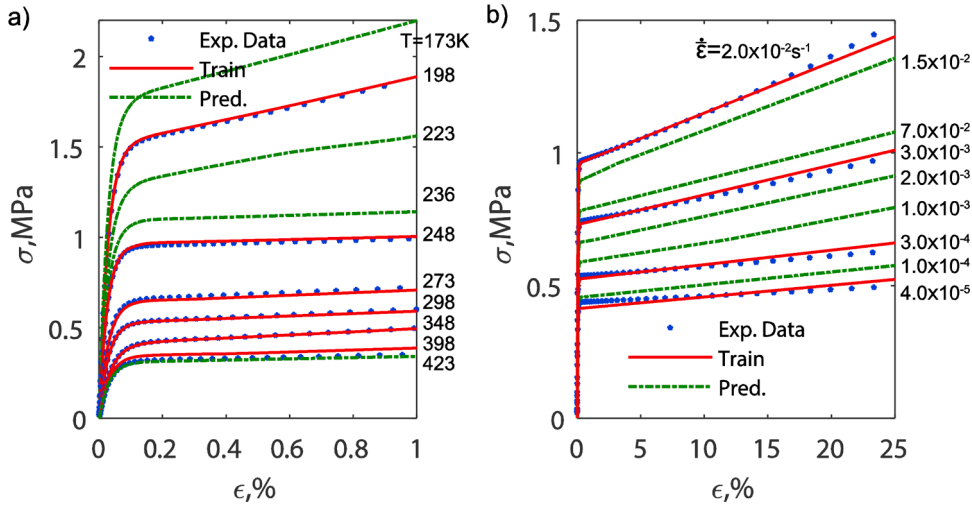 a)
2
1.5
1
0.5
0
σ,MPa
Exp. Data
Train
Pred.
T=173K
198
223
236
248
273
298
348
398
423
0 0.2 0.4 0.6 0.8 1
ϵ,%
b)
1.5
1
0.5
0
σ,MPa
ε̇=2.0x10⁻²s⁻¹
1.5x10⁻²
7.0x10⁻²
3.0x10⁻³
2.0x10⁻³
1.0x10⁻³
3.0x10⁻⁴
1.0x10⁻⁴
4.0x10⁻⁵
Exp. Data
Train
Pred.
0 5 10 15 20 25
ϵ,%